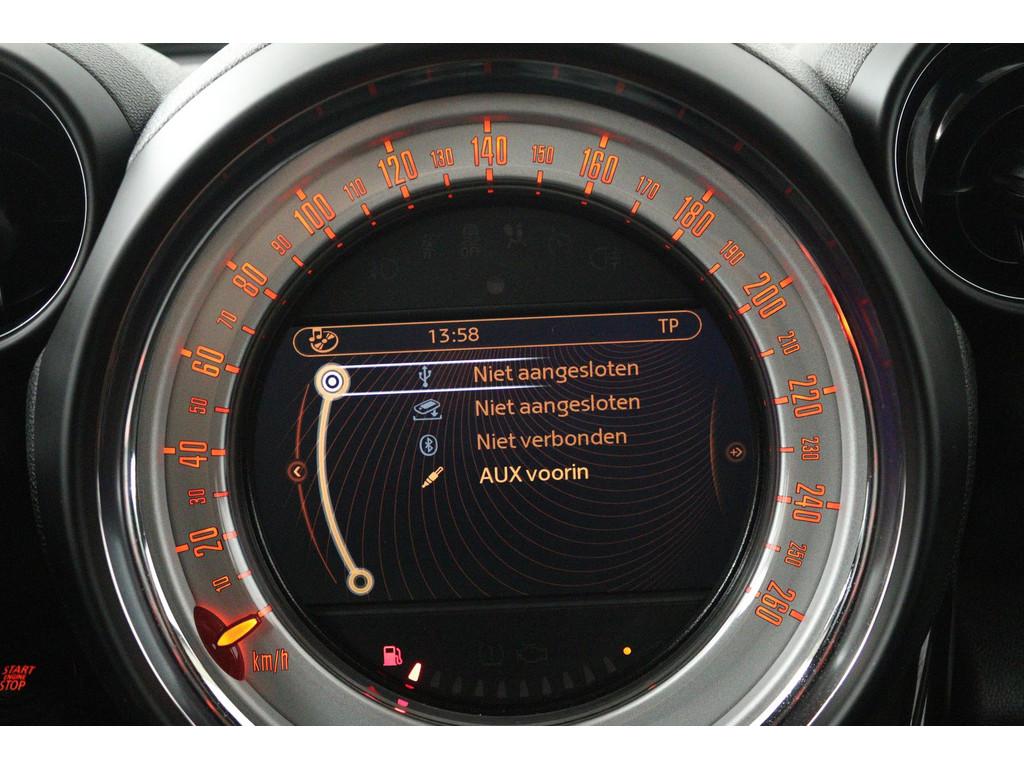 10
20
30
40
50
60
70
80
90
100
110
120
130
140
150
160
170
180
190
200
210
220
230
240
250
260
km/h
OFF
13:58 TP
Niet aangesloten
Niet aangesloten
Niet verbonden
AUX voorin
START
ENGINE
STOP